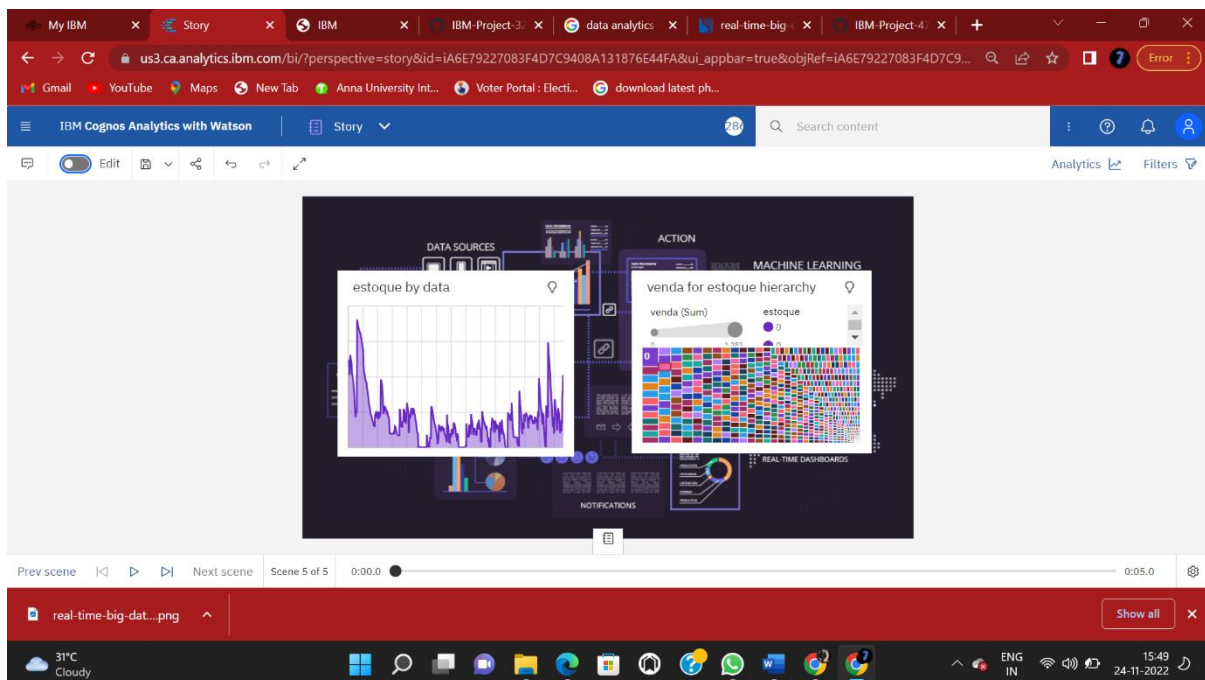 My IBM
Story
IBM
IBM-Project-32
data analytics
real-time-big-
IBM-Project-47
us3.ca.analytics.ibm.com/bi/?perspective=story&id=iA6E79227083F4D7C9408A131876E44FA&ui_appbar=true&objRef=iA6E79227083F4D7C9...
Error
Gmail
YouTube
Maps
New Tab
Anna University Int...
Voter Portal : Electi...
download latest ph...
IBM Cognos Analytics with Watson
Story
Search content
Edit
Analytics
Filters
DATA SOURCES
ACTION
MACHINE LEARNING
estoque by data
venda for estoque hierarchy
venda (Sum)
estoque
0
0
REAL-TIME DASHBOARDS
NOTIFICATIONS
Prev scene
Next scene
Scene 5 of 5
0:00.0
0:05.0
real-time-big-dat....png
Show all
31°C
Cloudy
ENG
IN
15:49
24-11-2022